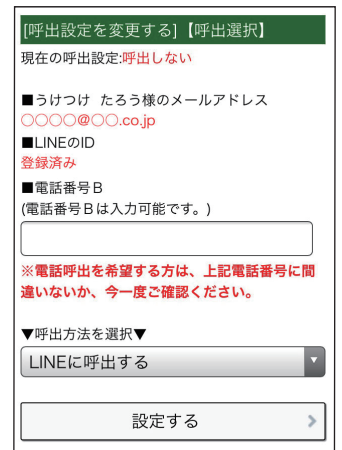 [呼出設定を変更する]【呼出選択】
現在の呼出設定:呼出しない
■うけつけ たろう様のメールアドレス
○○○○@○○.co.jp
■LINEのID
登録済み
■電話番号B
(電話番号Bは入力可能です。)
※電話呼出を希望する方は、上記電話番号に間
違いないか、今一度ご確認ください。
▼呼出方法を選択▼
LINEに呼出する
設定する